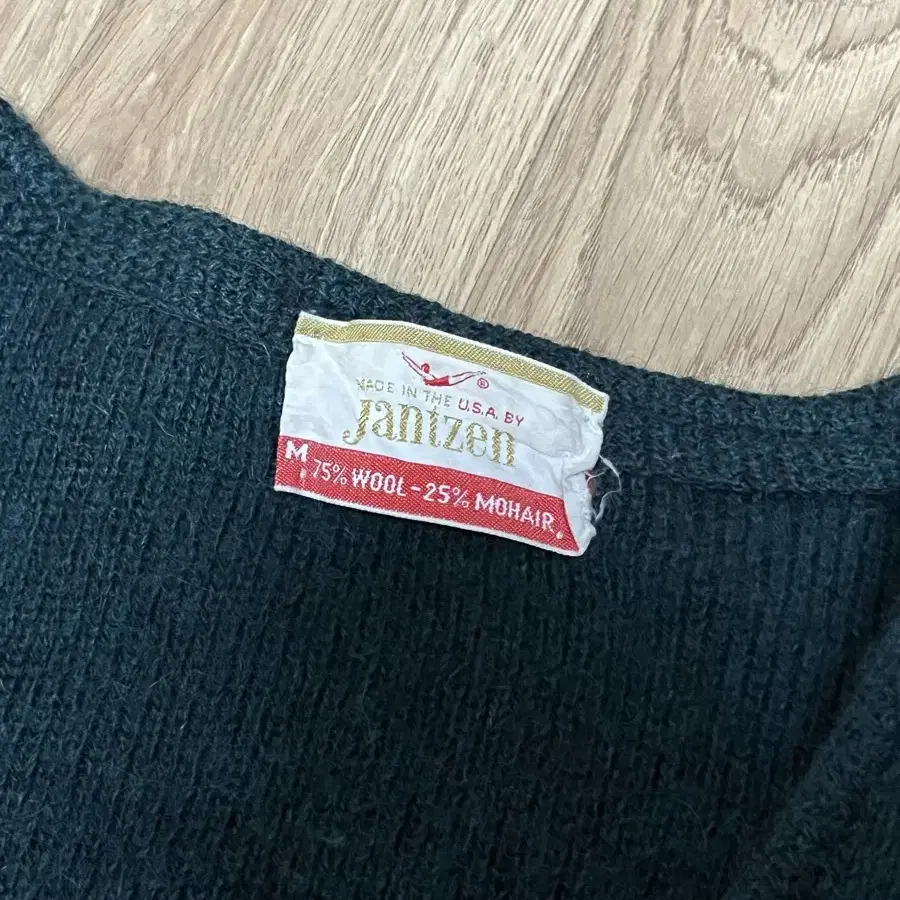 ®
MADE IN THE U.S.A. BY
Jantzen
M 75% WOOL - 25% MOHAIR